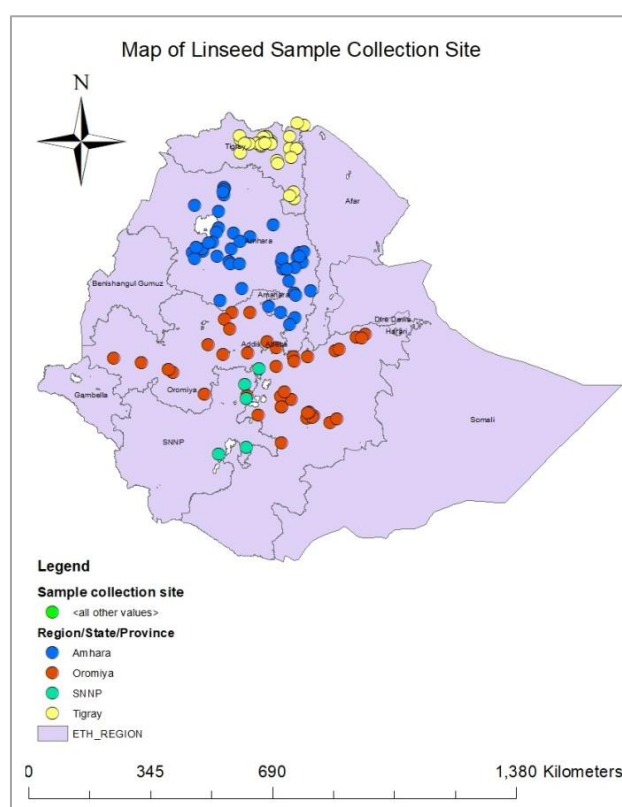 Map of Linseed Sample Collection Site
N
Tigray
Afar
Amhara
Benishangul Gumuz
Amahara
Dire Dawa
Harari
Addis Ababa
Gambella
Oromiya
Somali
SNNP
Legend
Sample collection site
<all other values>
Region/State/Province
Amhara
Oromiya
SNNP
Tigray
ETH_REGION
0 345 690 1,380 Kilometers